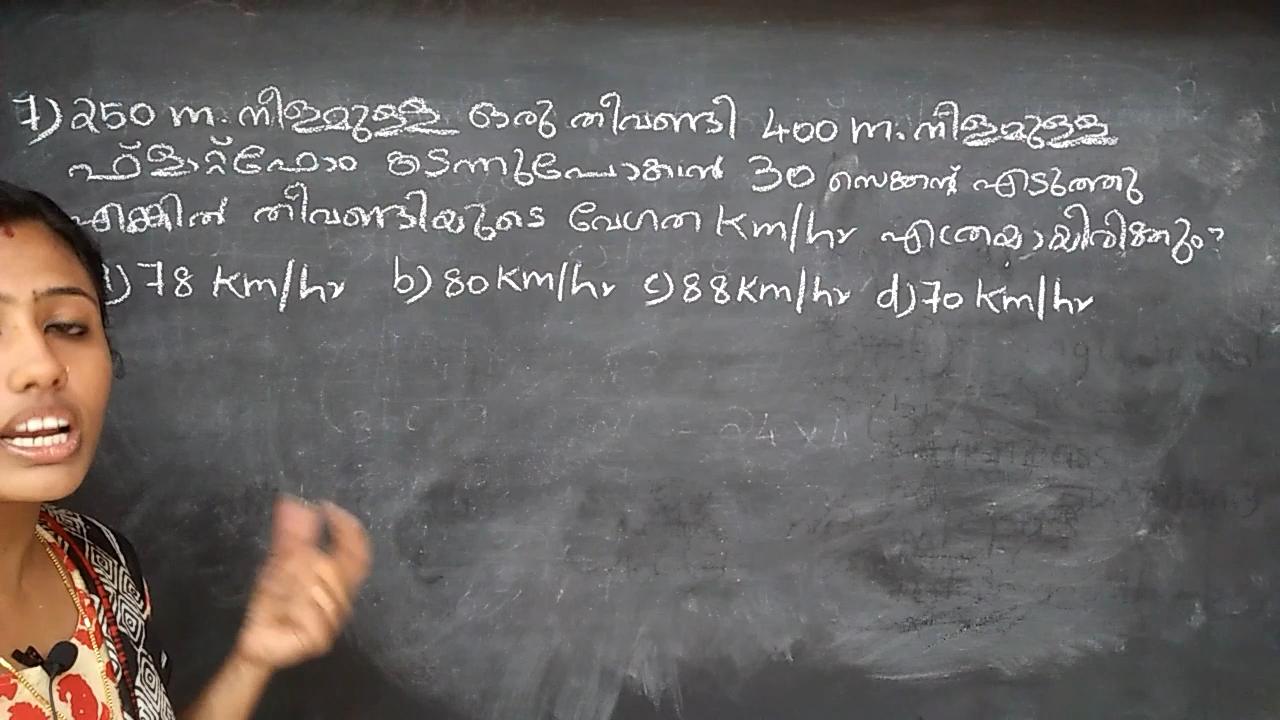 7) 250 m. നീളമുള്ള ഒരു തീവണ്ടി 400 m. നീളമുള്ള
ഫ്ളാറ്റ്ഫോം കടന്നുപോകാൻ 30 സെക്കന്റ് എടുത്തു
എങ്കിൽ തീവണ്ടിയുടെ വേഗത Km/hr എത്രയായിരിക്കും?
a) 78 Km/hr b) 80 Km/hr c) 88 Km/hr d) 70 Km/hr